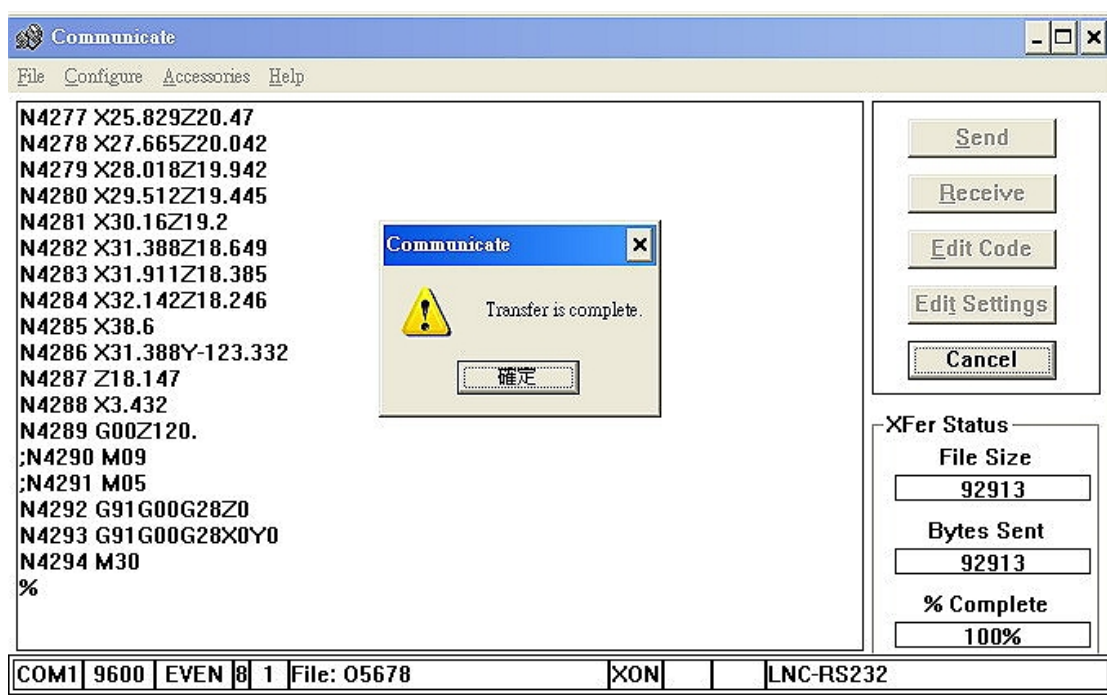 Communicate
File Configure Accessories Help
N4277 X25.829Z20.47
N4278 X27.665Z20.042
N4279 X28.018Z19.942
N4280 X29.512Z19.445
N4281 X30.16Z19.2
N4282 X31.388Z18.649
N4283 X31.911Z18.385
N4284 X32.142Z18.246
N4285 X38.6
N4286 X31.388Y-123.332
N4287 Z18.147
N4288 X3.432
N4289 G00Z120.
;N4290 M09
;N4291 M05
N4292 G91G00G28Z0
N4293 G91G00G28X0Y0
N4294 M30
%
Communicate
Transfer is complete.
確定
Send
Receive
Edit Code
Edit Settings
Cancel
XFer Status
File Size
92913
Bytes Sent
92913
% Complete
100%
COM1 9600 EVEN 8 1 File: O5678 XON LNC-RS232